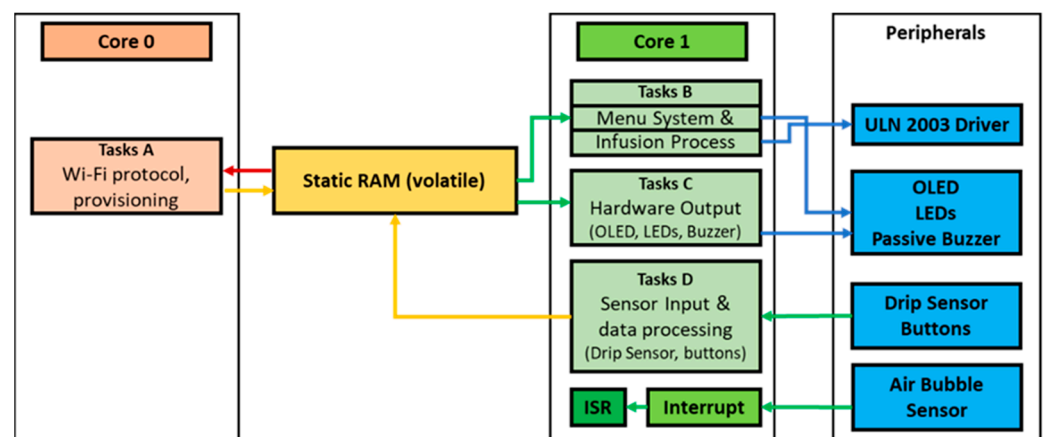 Core 0
Tasks A
Wi-Fi protocol,
provisioning
Static RAM (volatile)
Core 1
Tasks B
Menu System &
Infusion Process
Tasks C
Hardware Output
(OLED, LEDs, Buzzer)
Tasks D
Sensor Input &
data processing
(Drip Sensor, buttons)
ISR
Interrupt
Peripherals
ULN 2003 Driver
OLED
LEDs
Passive Buzzer
Drip Sensor
Buttons
Air Bubble
Sensor